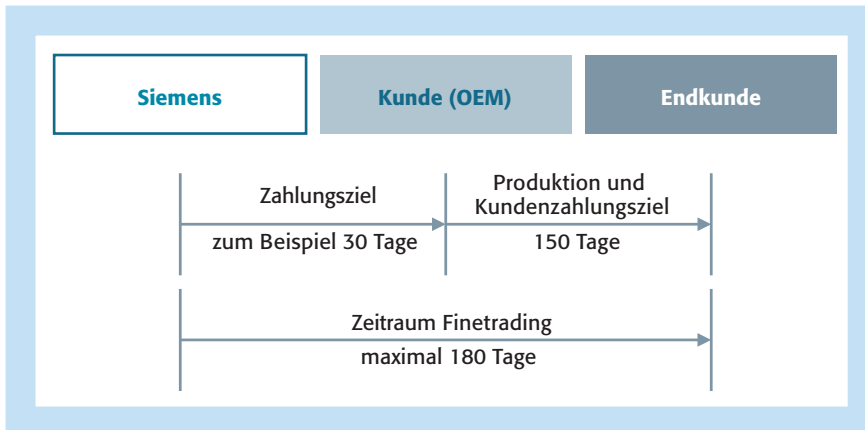 Siemens
Kunde (OEM)
Endkunde
Zahlungsziel
zum Beispiel 30 Tage
Produktion und
Kundenzahlungsziel
150 Tage
Zeitraum Finetrading
maximal 180 Tage